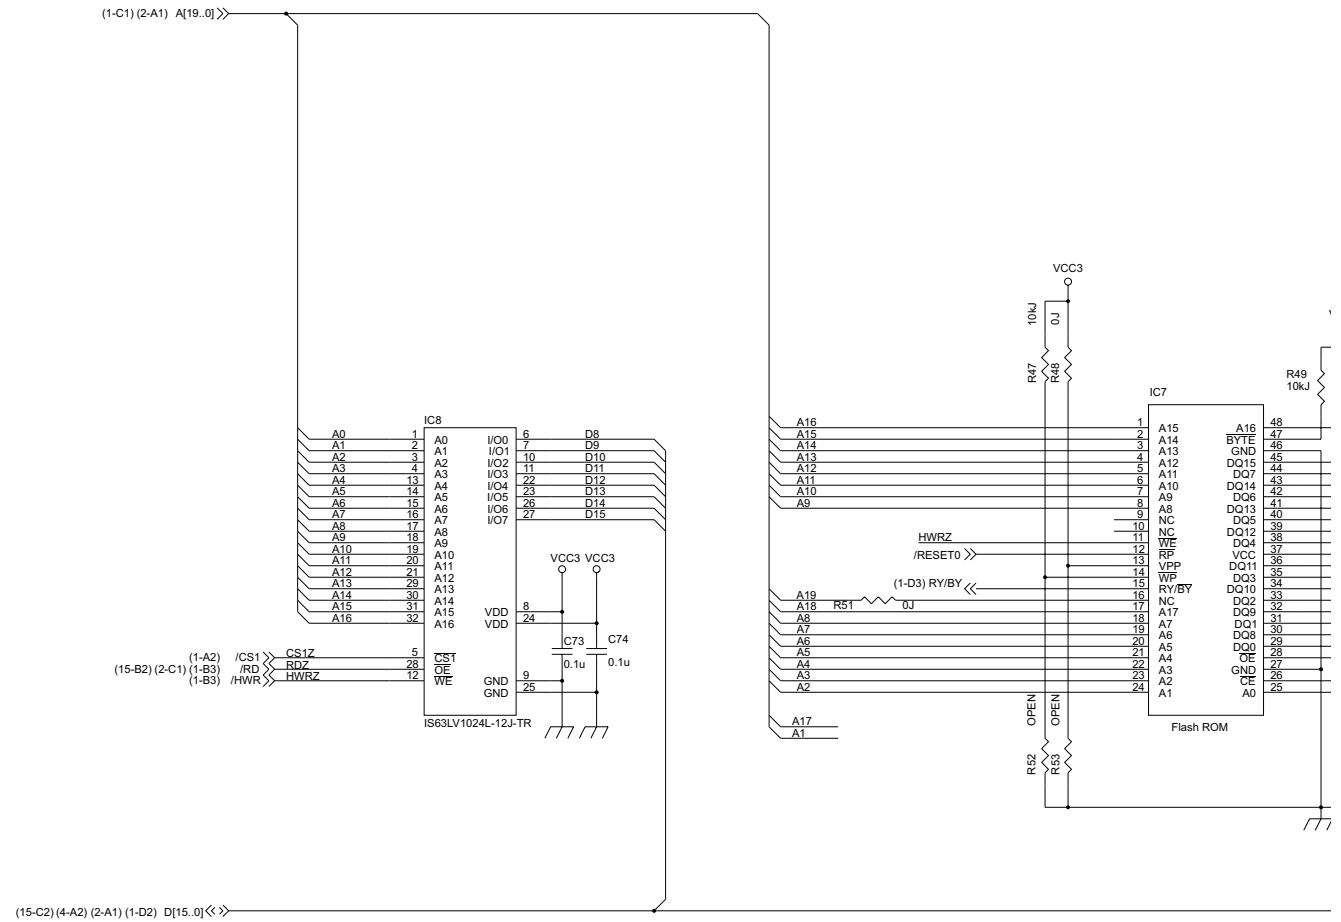 (1-C1) (2-A1) A[19..0]
VCC3
10kJ
0J
R47
R48
R49
10kJ
IC8
A0 1 A0 I/O0 6 D8
A1 2 A1 I/O1 7 D9
A2 3 A2 I/O2 10 D10
A3 4 A3 I/O3 11 D11
A4 13 A4 I/O4 22 D12
A5 14 A5 I/O5 23 D13
A6 15 A6 I/O6 26 D14
A7 16 A7 I/O7 27 D15
A8 17 A8
A9 18 A9
A10 19 A10
A11 20 A11
A12 21 A12
A13 29 A13
A14 30 A14
A15 31 A15
A16 32 A16
VDD 8
VDD 24
(1-A2) /CS1 CS1Z 5 CS1
(15-B2) (2-C1) (1-B3) /RD RDZ 28 OE
(1-B3) /HWR HWRZ 12 WE
GND 9
GND 25
IS63LV1024L-12J-TR
VCC3 VCC3
C73
0.1u
C74
0.1u
IC7
A16 1 A15 A16 48
A15 2 A14 BYTE 47
A14 3 A13 GND 46
A13 4 A12 DQ15 45
A12 5 A11 DQ7 44
A11 6 A10 DQ14 43
A10 7 A9 DQ6 42
A9 8 A8 DQ13 41
9 NC DQ5 40
10 NC DQ12 39
HWRZ 11 WE DQ4 38
/RESET0 12 RP VCC 37
13 VPP DQ11 36
14 WP DQ3 35
(1-D3) RY/BY 15 RY/BY DQ10 34
A19 R51 0J 16 NC DQ2 33
A18 17 A17 DQ9 32
A8 18 A7 DQ1 31
A7 19 A6 DQ8 30
A6 20 A5 DQ0 29
A5 21 A4 OE 28
A4 22 A3 GND 27
A3 23 A2 CE 26
A2 24 A1 A0 25
A17
A1
Flash ROM
OPEN
OPEN
R52
R53
(15-C2) (4-A2) (2-A1) (1-D2) D[15..0]